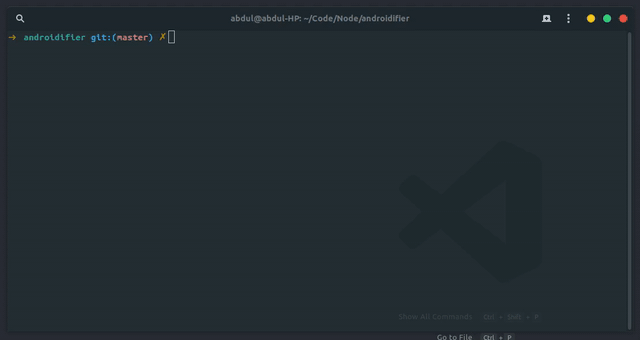 abdul@abdul-HP: ~/Code/Node/androidifier
➜ androidifier git:(master) ✗
Show All Commands Ctrl + Shift + P
Go to File Ctrl + P